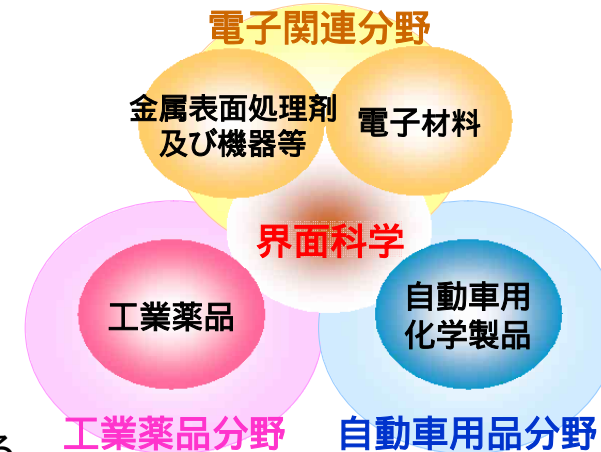 電子関連分野
金属表面処理剤
及び機器等
電子材料
界面科学
工業薬品
自動車用
化学製品
る
工業薬品分野
自動車用品分野